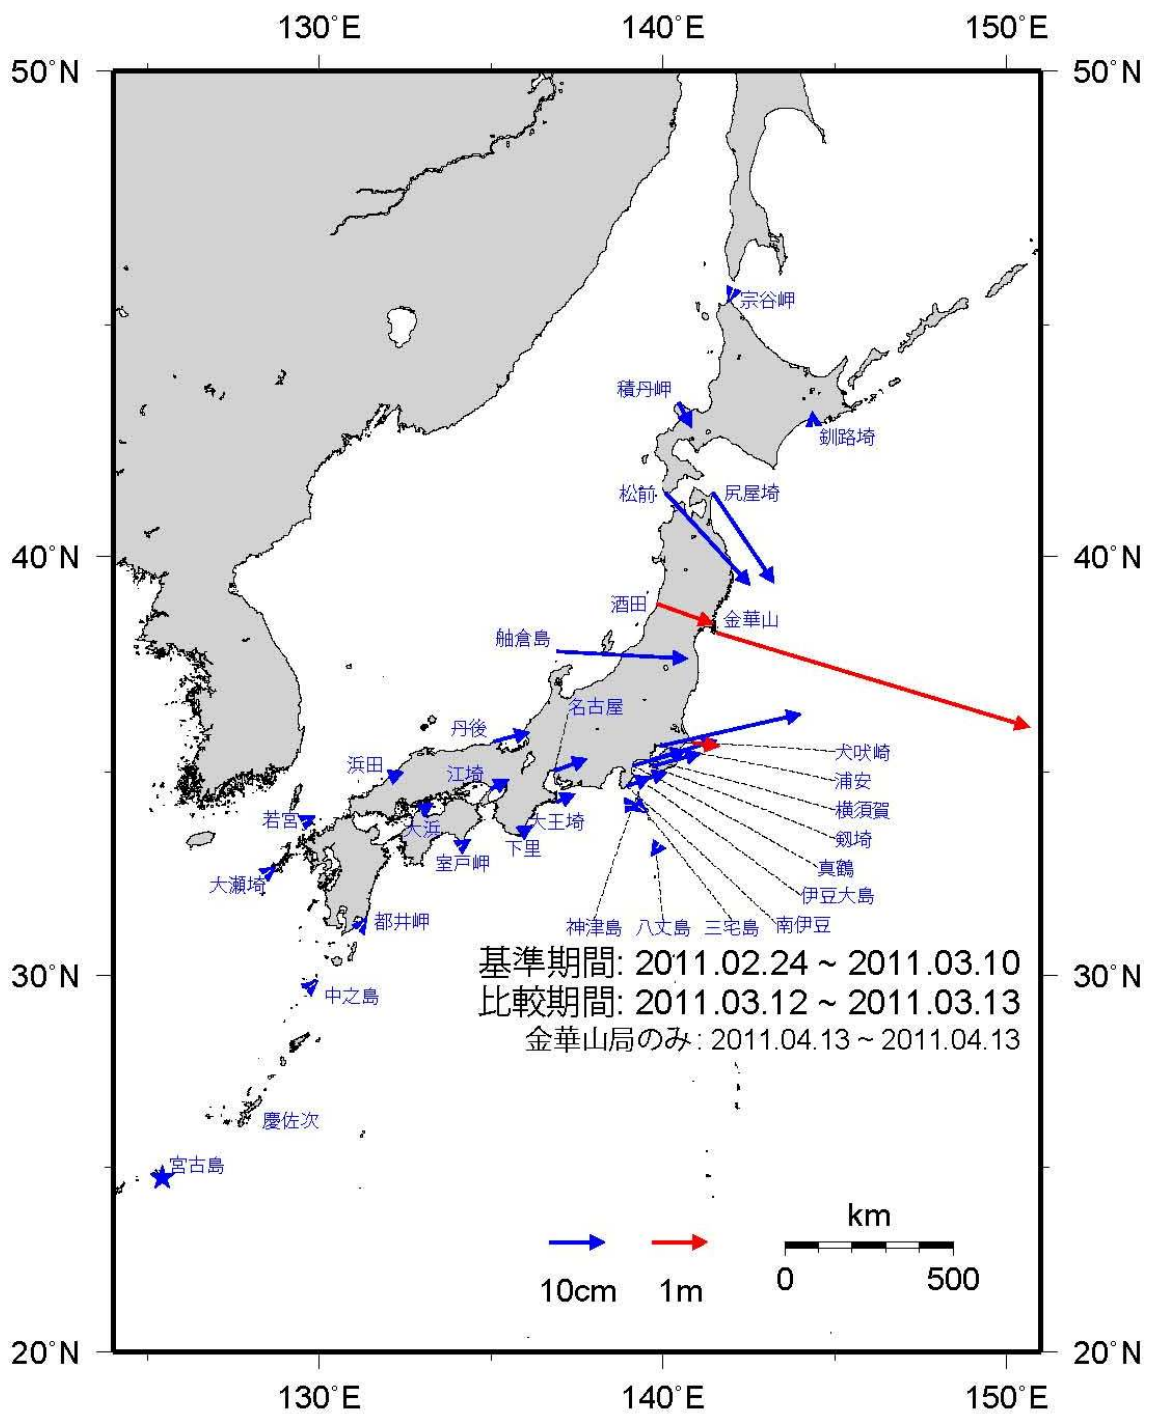 130°E 140°E 150°E
50°N 50°N
宗谷岬
積丹岬
釧路埼
松前 尻屋埼
40°N 40°N
酒田 金華山
舳倉島
名古屋
丹後
犬吠埼
浜田 江埼
浦安
横須賀
若宮 大浜 大王埼
剱埼
下里
室戸岬
真鶴
大瀬埼
伊豆大島
都井岬 神津島 八丈島 三宅島 南伊豆
基準期間: 2011.02.24 ~ 2011.03.10
30°N 30°N
中之島
比較期間: 2011.03.12 ~ 2011.03.13
金華山局のみ : 2011.04.13 ~ 2011.04.13
慶佐次
宮古島
km
10cm 1m 0 500
20°N 20°N
130°E 140°E 150°E